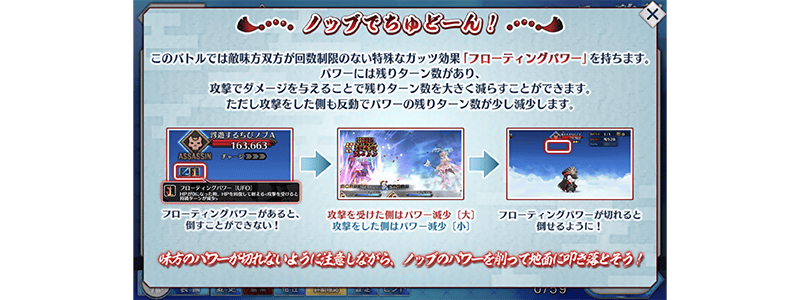 ノッブでちゅどーん！
このバトルでは敵味方双方が回数制限のない特殊なガッツ効果「フローティングパワー」を持ちます。
パワーには残りターン数があり、
攻撃でダメージを与えることで残りターン数を大きく減らすことができます。
ただし攻撃をした側も反動でパワーの残りターン数が少し減少します。
浮遊するちびノブA
163,663
ASSASSIN
チャージ
フローティングパワー［UFO］
フローティングパワーがあると、
倒すことができない！
攻撃を受けた側はパワー減少［大］
攻撃をした側はパワー減少［小］
フローティングパワーが切れると
倒せるように！
味方のパワーが切れないように注意しながら、ノッブのパワーを削って地面に叩き落とそう！